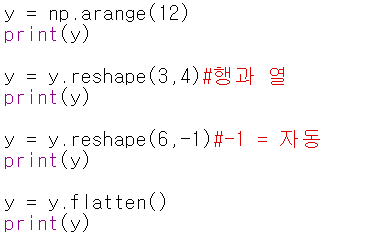 y = np.arange(12)
print(y)
y = y.reshape(3,4)#행과 열
print(y)
y = y.reshape(6,-1)#-1 = 자동
print(y)
y = y.flatten()
print(y)